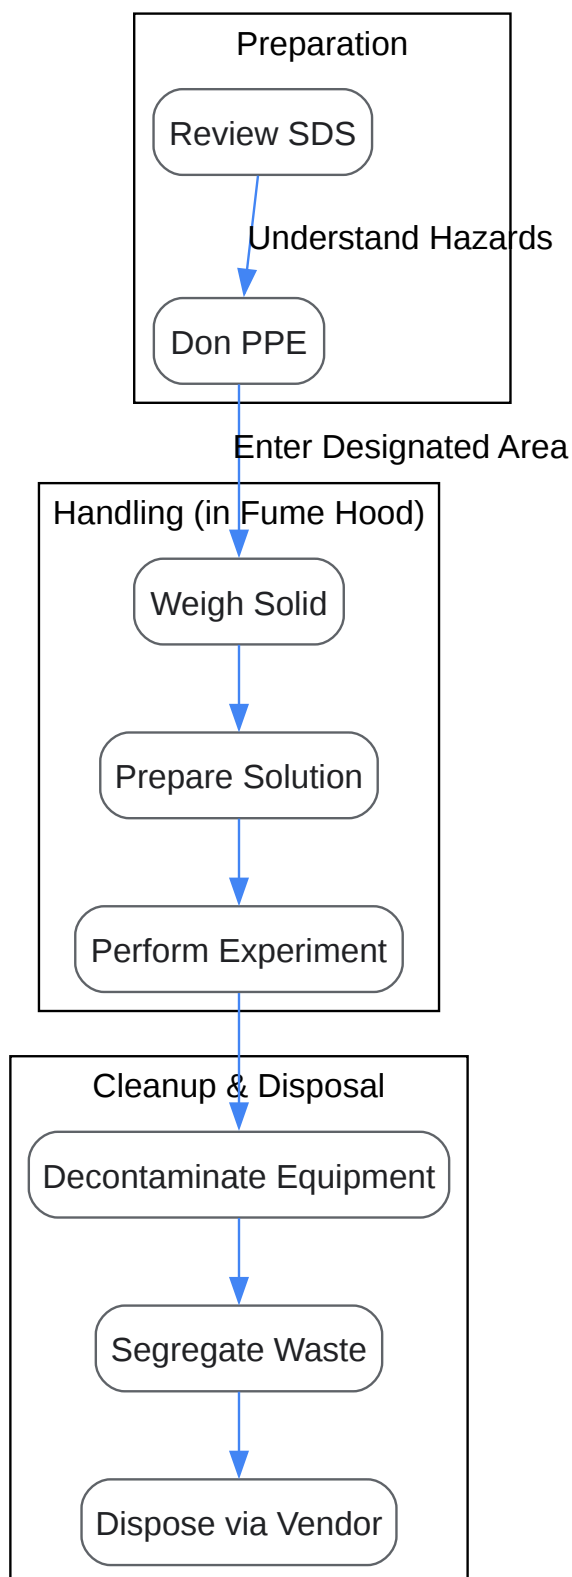 Preparation
Review SDS
Understand Hazards
Don PPE
Enter Designated Area
Handling (in Fume Hood)
Weigh Solid
Prepare Solution
Perform Experiment
Cleanup & Disposal
Decontaminate Equipment
Segregate Waste
Dispose via Vendor